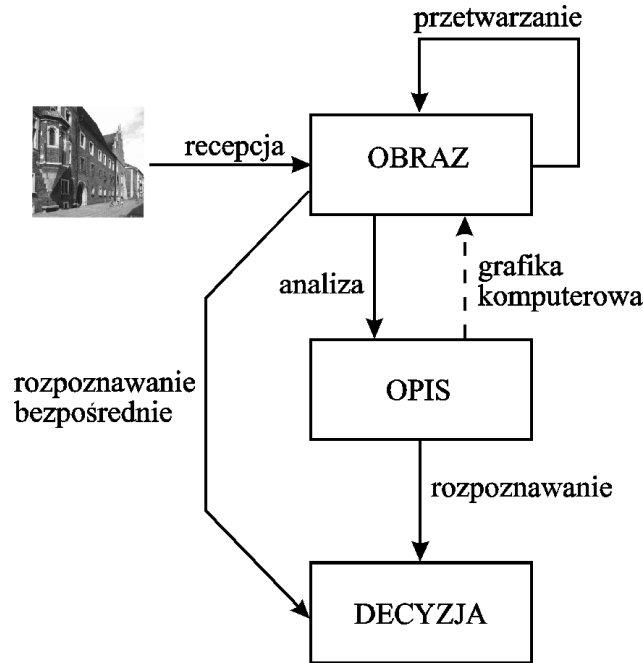 przetwarzanie
recepcja
OBRAZ
analiza
grafika
komputerowa
rozpoznawanie
bezpośrednie
OPIS
rozpoznawanie
DECYZJA